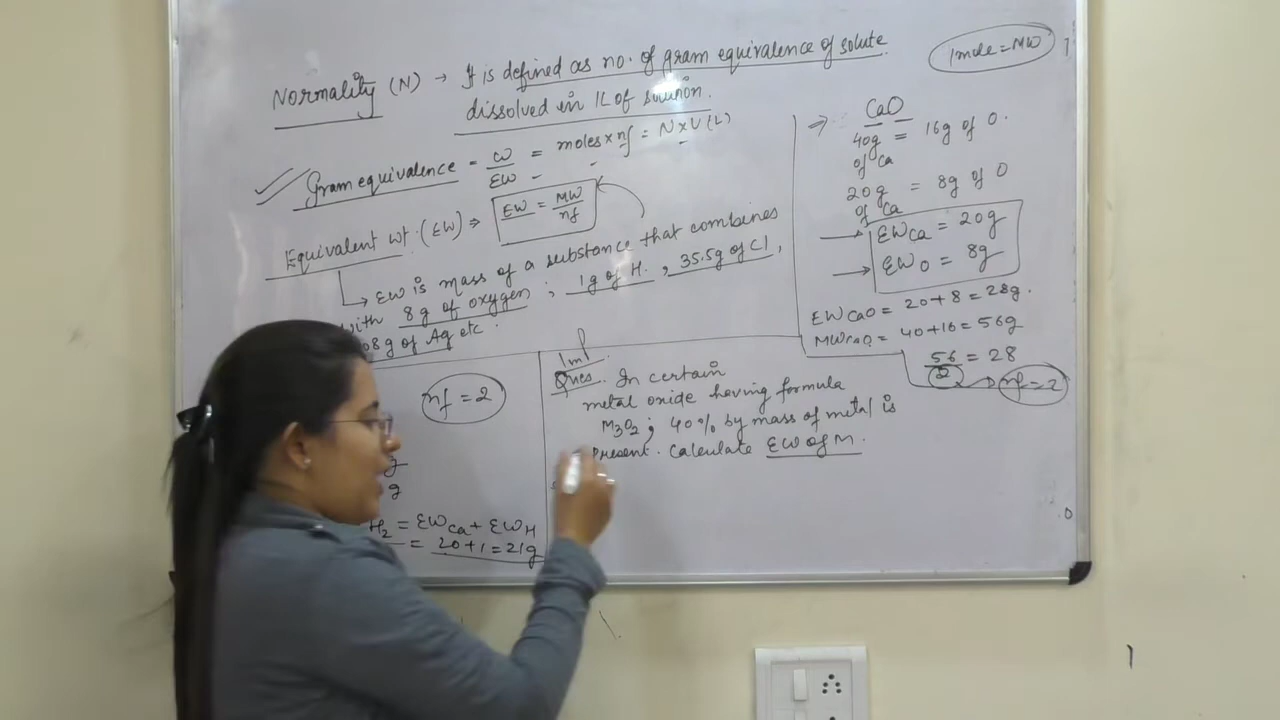 Normality (N) → It is defined as no. of gram equivalence of solute
dissolved in 1L of solution.
1mole = MW
Gram equivalence = W/EW = moles × nf = N × V(L)
Equivalent wt. (EW) ⇒ EW = MW/nf
→ EW is mass of a substance that combines
with 8g of oxygen ; 1g of H. , 35.5g of Cl ,
08g of Ag etc.
⇒ CaO
40g = 16g of O.
of Ca
20g = 8g of O
of Ca
→ EW Ca = 20g
→ EW O = 8g
EW CaO = 20+8 = 28g.
MW CaO = 40+16 = 56g
56/2 = 28
→ nf = 2
nf = 2
g
g
H2 = EW Ca + EW H
= 20+1 = 21g
Imp
Ques. In certain
metal oxide having formula
M3O2 ; 40% by mass of metal is
present. Calculate EW of M.